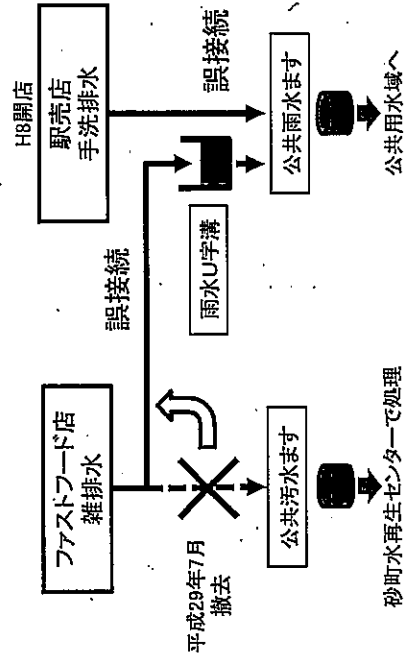 H8開店
ファストフード店
雑排水
駅売店
手洗排水
誤接続
誤接続
平成29年7月
撤去
雨水U字溝
公共汚水ます
公共雨水ます
砂町水再生センターで処理
公共用水域へ